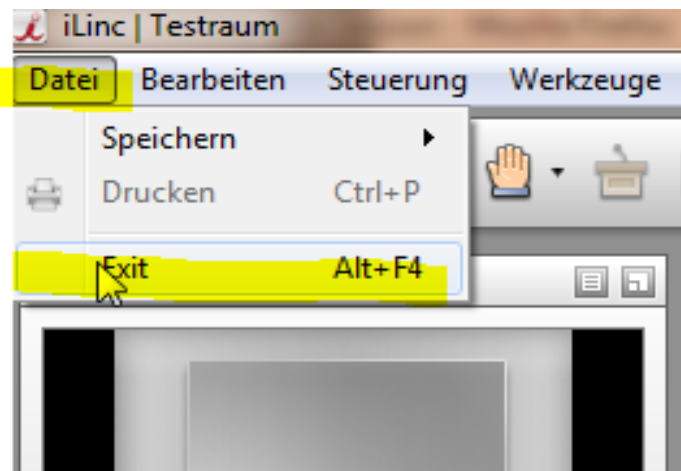 iLinc | Testraum
Datei Bearbeiten Steuerung Werkzeuge
Speichern
Drucken Ctrl+P
Exit Alt+F4